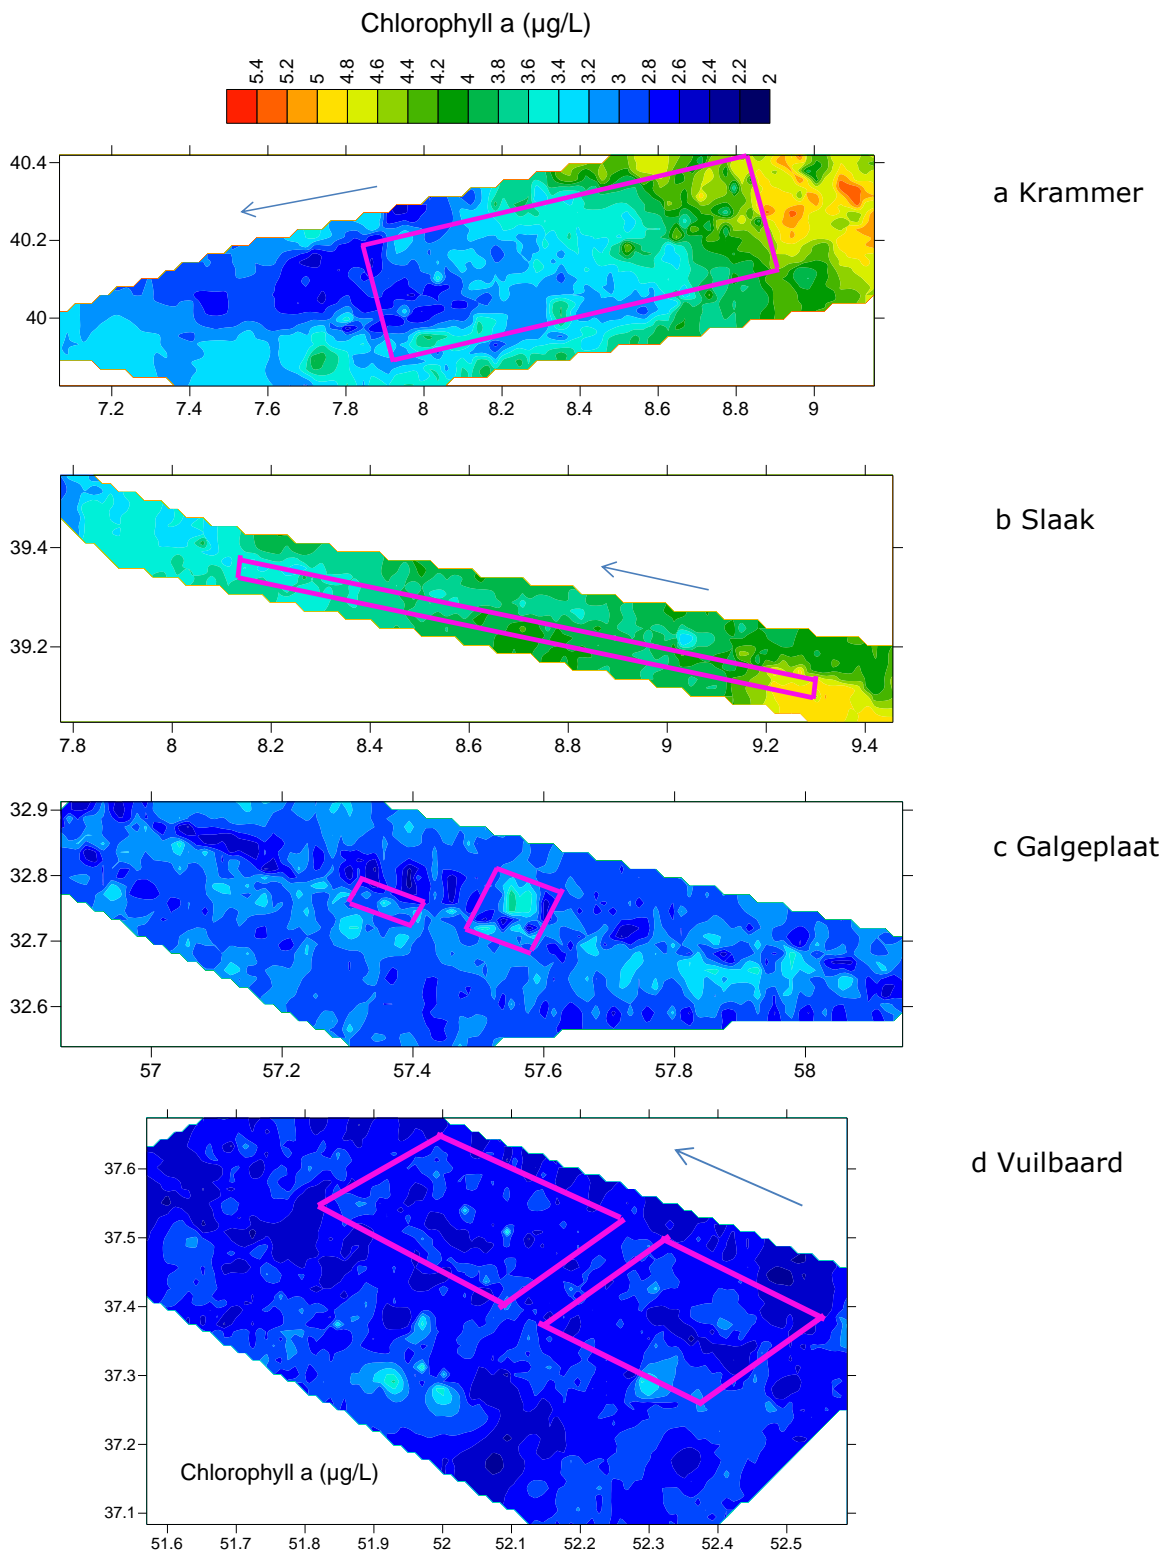 Chlorophyll a (µg/L)
5.4 5.2 5 4.8 4.6 4.4 4.2 4 3.8 3.6 3.4 3.2 3 2.8 2.6 2.4 2.2 2
40.4
a Krammer
40.2
40
7.2 7.4 7.6 7.8 8 8.2 8.4 8.6 8.8 9
b Slaak
39.4
39.2
7.8 8 8.2 8.4 8.6 8.8 9 9.2 9.4
32.9
c Galgeplaat
32.8
32.7
32.6
57 57.2 57.4 57.6 57.8 58
d Vuilbaard
37.6
37.5
37.4
37.3
37.2
Chlorophyll a (µg/L)
37.1
51.6 51.7 51.8 51.9 52 52.1 52.2 52.3 52.4 52.5